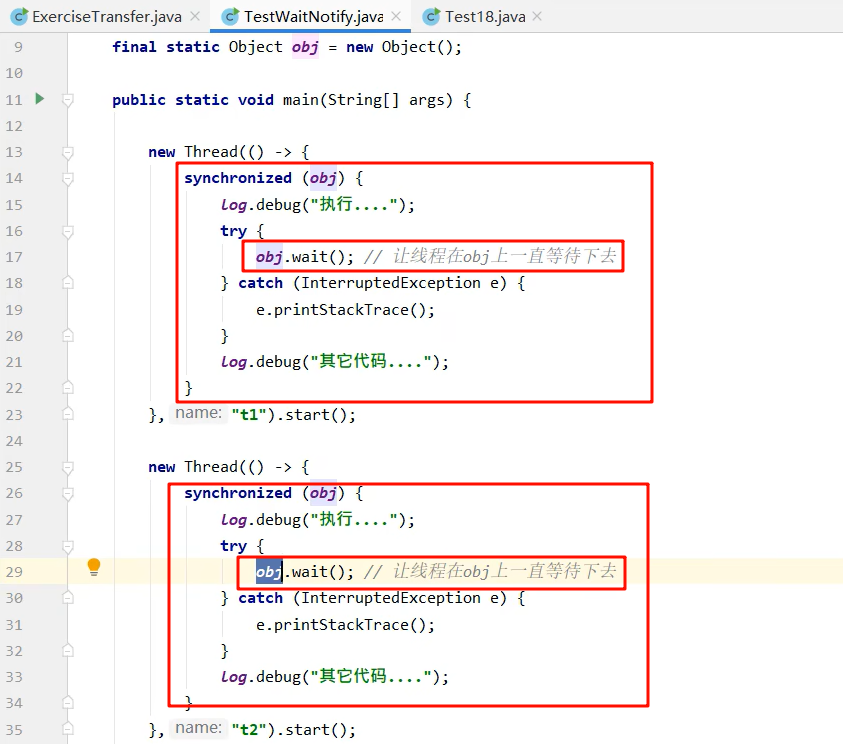 ExerciseTransfer.java × TestWaitNotify.java × Test18.java ×
9 final static Object obj = new Object();
10
11 public static void main(String[] args) {
12
13 new Thread(() -> {
14 synchronized (obj) {
15 log.debug("执行....");
16 try {
17 obj.wait(); // 让线程在obj上一直等待下去
18 } catch (InterruptedException e) {
19 e.printStackTrace();
20 }
21 log.debug("其它代码....");
22 }
23 }, name: "t1").start();
24
25 new Thread(() -> {
26 synchronized (obj) {
27 log.debug("执行....");
28 try {
29 obj.wait(); // 让线程在obj上一直等待下去
30 } catch (InterruptedException e) {
31 e.printStackTrace();
32 }
33 log.debug("其它代码....");
34 }
35 }, name: "t2").start();